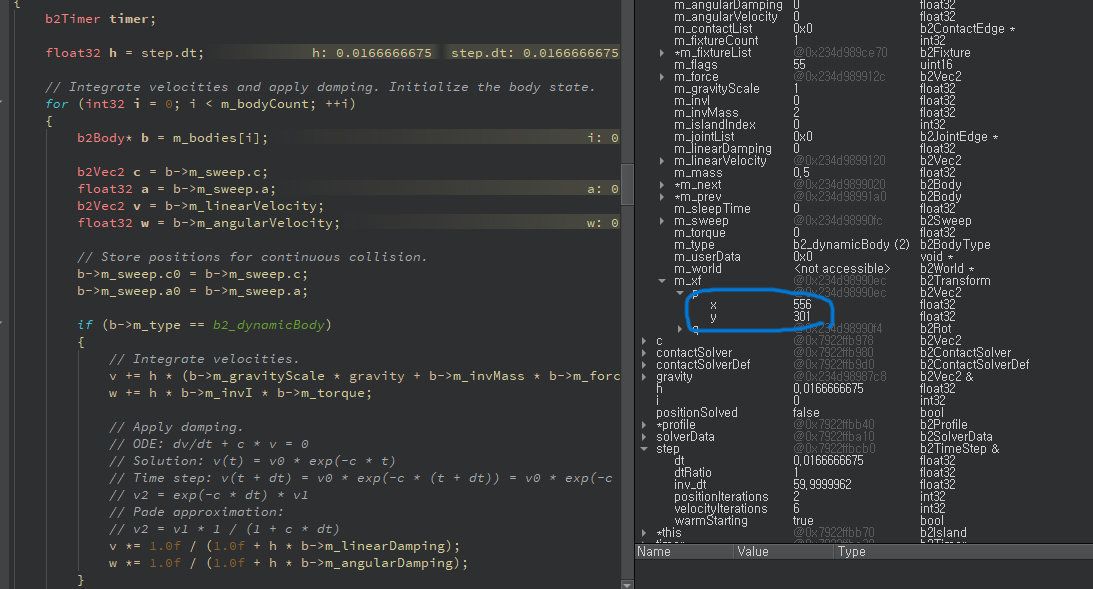 {
b2Timer timer;
float32 h = step.dt; h: 0.0166666675 step.dt: 0.0166666675
// Integrate velocities and apply damping. Initialize the body state.
for (int32 i = 0; i < m_bodyCount; ++i)
{
b2Body* b = m_bodies[i]; i: 0
b2Vec2 c = b->m_sweep.c;
float32 a = b->m_sweep.a; a: 0
b2Vec2 v = b->m_linearVelocity;
float32 w = b->m_angularVelocity; w: 0
// Store positions for continuous collision.
b->m_sweep.c0 = b->m_sweep.c;
b->m_sweep.a0 = b->m_sweep.a;
if (b->m_type == b2_dynamicBody)
{
// Integrate velocities.
v += h * (b->m_gravityScale * gravity + b->m_invMass * b->m_forc
w += h * b->m_invI * b->m_torque;
// Apply damping.
// ODE: dv/dt + c * v = 0
// Solution: v(t) = v0 * exp(-c * t)
// Time step: v(t + dt) = v0 * exp(-c * (t + dt)) = v0 * exp(-c
// v2 = exp(-c * dt) * v1
// Pade approximation:
// v2 = v1 * 1 / (1 + c * dt)
v *= 1.0f / (1.0f + h * b->m_linearDamping);
w *= 1.0f / (1.0f + h * b->m_angularDamping);
}
m_angularDamping 0 float32
m_angularVelocity 0 float32
m_contactList 0x0 b2ContactEdge *
m_fixtureCount 1 int32
*m_fixtureList @0x234d989ce70 b2Fixture
m_flags 55 uint16
m_force @0x234d989912c b2Vec2
m_gravityScale 1 float32
m_invI 0 float32
m_invMass 2 float32
m_islandIndex 0 int32
m_jointList 0x0 b2JointEdge *
m_linearDamping 0 float32
m_linearVelocity @0x234d9899120 b2Vec2
m_mass 0,5 float32
*m_next @0x234d9899020 b2Body
*m_prev @0x234d98991a0 b2Body
m_sleepTime 0 float32
m_sweep @0x234d98990fc b2Sweep
m_torque 0 float32
m_type b2_dynamicBody (2) b2BodyType
m_userData 0x0 void *
m_world <not accessible> b2World *
m_xf @0x234d98990ec b2Transform
p @0x234d98990ec b2Vec2
x 556 float32
y 301 float32
q @0x234d98990f4 b2Rot
c @0x7922ffb978 b2Vec2
contactSolver @0x7922ffb980 b2ContactSolver
contactSolverDef @0x7922ffb9d0 b2ContactSolverDef
gravity @0x234d98987c8 b2Vec2 &
h 0,0166666675 float32
i 0 int32
positionSolved false bool
*profile @0x7922ffbb40 b2Profile
solverData @0x7922ffba10 b2SolverData
step @0x7922ffbcb0 b2TimeStep &
dt 0,0166666675 float32
dtRatio 1 float32
inv_dt 59,9999962 float32
positionIterations 2 int32
velocityIterations 6 int32
warmStarting true bool
*this @0x7922ffbb70 b2Island
Name Value Type